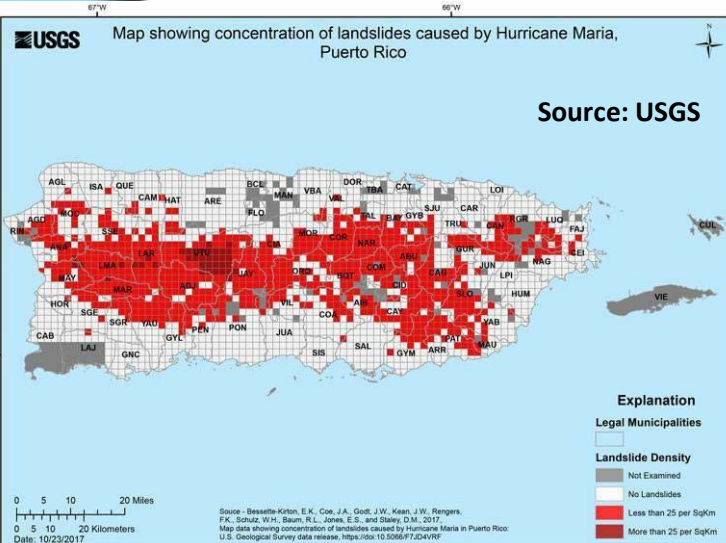 67°W
66°W
USGS
Map showing concentration of landslides caused by Hurricane Maria,
Puerto Rico
Source: USGS
AGL
ISA
QUE
CAM
HAT
ARE
BCL
MAN
VBA
DOR
TBA
CAT
LOI
AGD
MOC
FLO
VAL
TAL
BAY
GYB
SJU
CAR
TRU
CAN
RGR
LUQ
FAJ
CUL
RIN
SSE
CIA
MOR
COR
NAR
GUR
CEI
ANA
LMA
LAR
UTU
JAY
ORO
BQT
COM
ABU
CAG
JUN
NAG
LPI
MAY
MAR
ADJ
VIL
AIB
CID
SLO
HUM
VIE
HOR
SGE
SGR
YAU
PEN
PON
COA
CAY
YAB
CAB
LAJ
GNC
GYL
JUA
SIS
SAL
GYM
ARR
PAT
MAU
Explanation
Legal Municipalities
Landslide Density
Not Examined
No Landslides
Less than 25 per SqKm
More than 25 per SqKm
0 5 10 20 Miles
0 5 10 20 Kilometers
Date: 10/23/2017
Souce - Bessette-Kirton, E.K., Coe, J.A., Godt, J.W., Kean, J.W., Rengers,
F.K., Schulz, W.H., Baum, R.L., Jones, E.S., and Staley, D.M., 2017,
Map data showing concentration of landslides caused by Hurricane Maria in Puerto Rico:
U.S. Geological Survey data release, https://doi.org/10.5066/F7JD4VRF